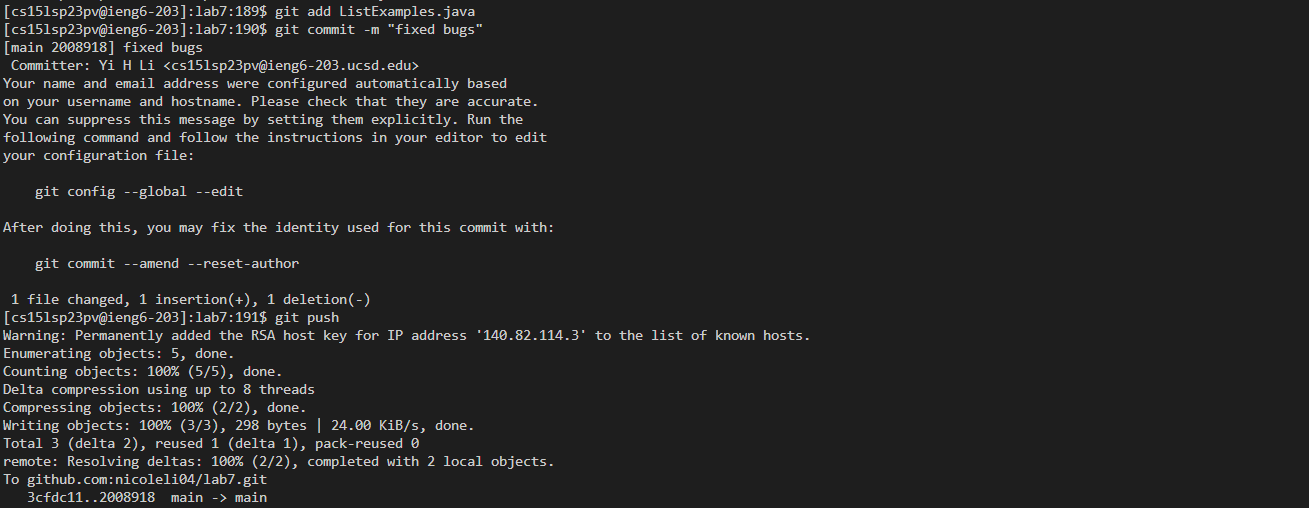 [cs15lsp23pv@ieng6-203]:lab7:189$ git add ListExamples.java
[cs15lsp23pv@ieng6-203]:lab7:190$ git commit -m "fixed bugs"
[main 2008918] fixed bugs
 Committer: Yi H Li <cs15lsp23pv@ieng6-203.ucsd.edu>
Your name and email address were configured automatically based
on your username and hostname. Please check that they are accurate.
You can suppress this message by setting them explicitly. Run the
following command and follow the instructions in your editor to edit
your configuration file:
    git config --global --edit
After doing this, you may fix the identity used for this commit with:
    git commit --amend --reset-author
 1 file changed, 1 insertion(+), 1 deletion(-)
[cs15lsp23pv@ieng6-203]:lab7:191$ git push
Warning: Permanently added the RSA host key for IP address '140.82.114.3' to the list of known hosts.
Enumerating objects: 5, done.
Counting objects: 100% (5/5), done.
Delta compression using up to 8 threads
Compressing objects: 100% (2/2), done.
Writing objects: 100% (3/3), 298 bytes | 24.00 KiB/s, done.
Total 3 (delta 2), reused 1 (delta 1), pack-reused 0
remote: Resolving deltas: 100% (2/2), completed with 2 local objects.
To github.com:nicoleli04/lab7.git
   3cfdc11..2008918  main -> main